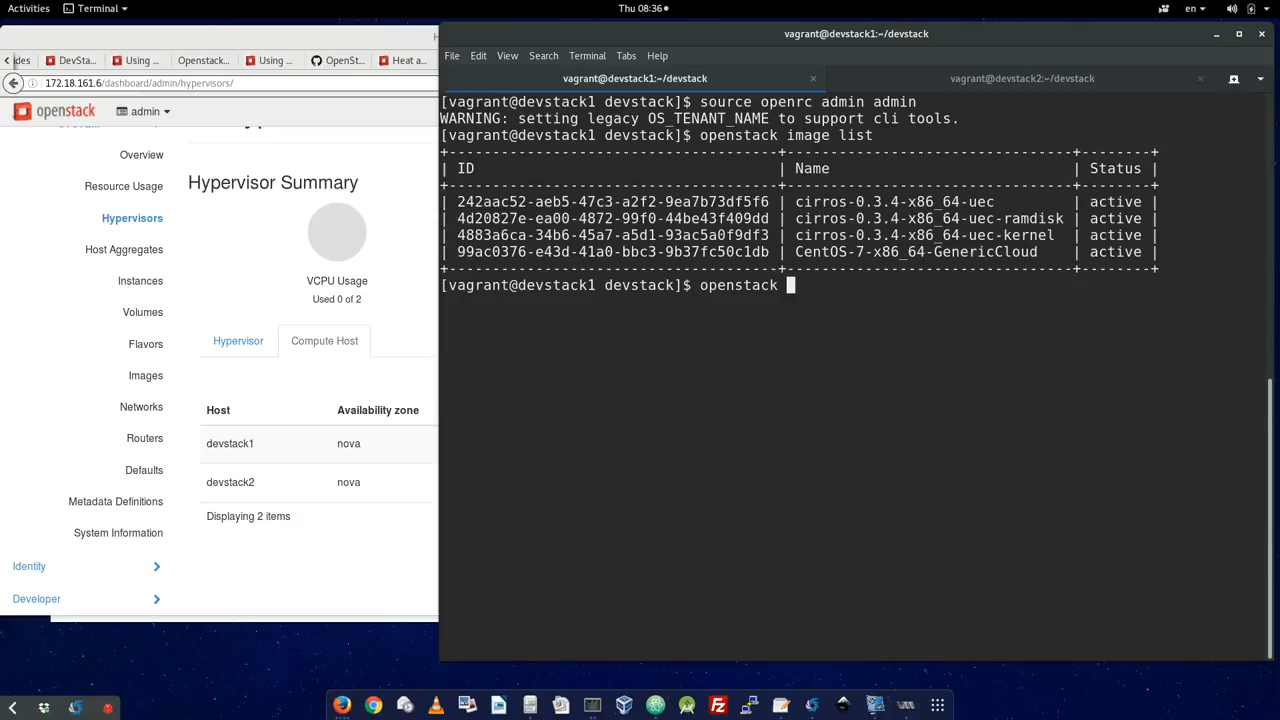 Activities
Terminal
Thu 08:36
en
vagrant@devstack1:~/devstack
des
DevSta...
Using ...
Openstac...
Using ...
OpenSt...
Heat a...
172.18.161.6/dashboard/admin/hypervisors/
openstack
admin
Overview
Resource Usage
Hypervisors
Host Aggregates
Instances
Volumes
Flavors
Images
Networks
Routers
Defaults
Metadata Definitions
System Information
Identity
Developer
Hypervisor Summary
VCPU Usage
Used 0 of 2
Hypervisor
Compute Host
Host Availability zone
devstack1 nova
devstack2 nova
Displaying 2 items
File Edit View Search Terminal Tabs Help
vagrant@devstack1:~/devstack
vagrant@devstack2:~/devstack
[vagrant@devstack1 devstack]$ source openrc admin admin
WARNING: setting legacy OS_TENANT_NAME to support cli tools.
[vagrant@devstack1 devstack]$ openstack image list
+--------------------------------------+---------------------------------+--------+
| ID | Name | Status |
+--------------------------------------+---------------------------------+--------+
| 242aac52-aeb5-47c3-a2f2-9ea7b73df5f6 | cirros-0.3.4-x86_64-uec | active |
| 4d20827e-ea00-4872-99f0-44be43f409dd | cirros-0.3.4-x86_64-uec-ramdisk | active |
| 4883a6ca-34b6-45a7-a5d1-93ac5a0f9df3 | cirros-0.3.4-x86_64-uec-kernel | active |
| 99ac0376-e43d-41a0-bbc3-9b37fc50c1db | CentOS-7-x86_64-GenericCloud | active |
+--------------------------------------+---------------------------------+--------+
[vagrant@devstack1 devstack]$ openstack